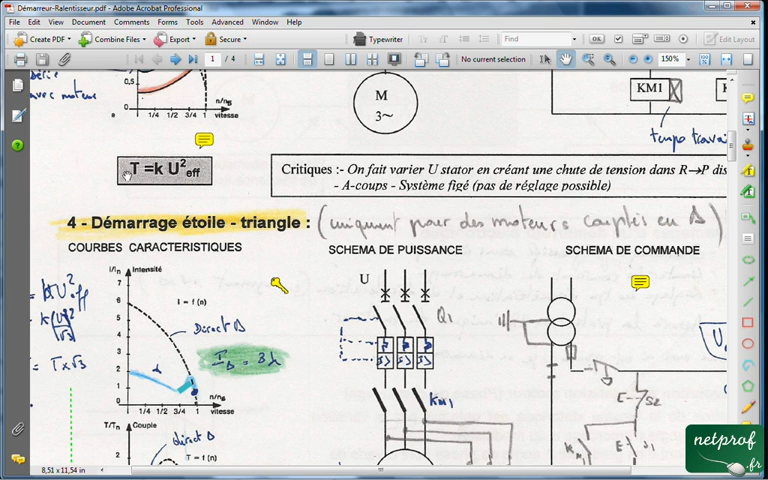 Démarreur-Ralentisseur.pdf - Adobe Acrobat Professional
File Edit View Document Comments Forms Tools Advanced Window Help
Create PDF Combine Files Export Secure Typewriter Find Edit Layout
1 / 4 No current selection 150%
avec moteur
0,5
1/4 1/2 3/4 1 n/ns
vitesse
M
3~
KM1
K
tempo travai
T = k U²eff
Critiques :- On fait varier U stator en créant une chute de tension dans R→P dis
- A-coups - Système figé (pas de réglage possible)
4 - Démarrage étoile - triangle : (uniquement pour des moteurs couplés en Δ)
COURBES CARACTERISTIQUES
SCHEMA DE PUISSANCE
SCHEMA DE COMMANDE
I/In Intensité
7
6
5
4
3
2
1
I = f (n)
Direct Δ
1/4 1/2 3/4 1 n/ns
vitesse
= T x √3
U
Q1
KM1
S2
S1
T/Tn Couple
direct Δ
2
T = f (n)
8,51 x 11,54 in
netprof
.fr